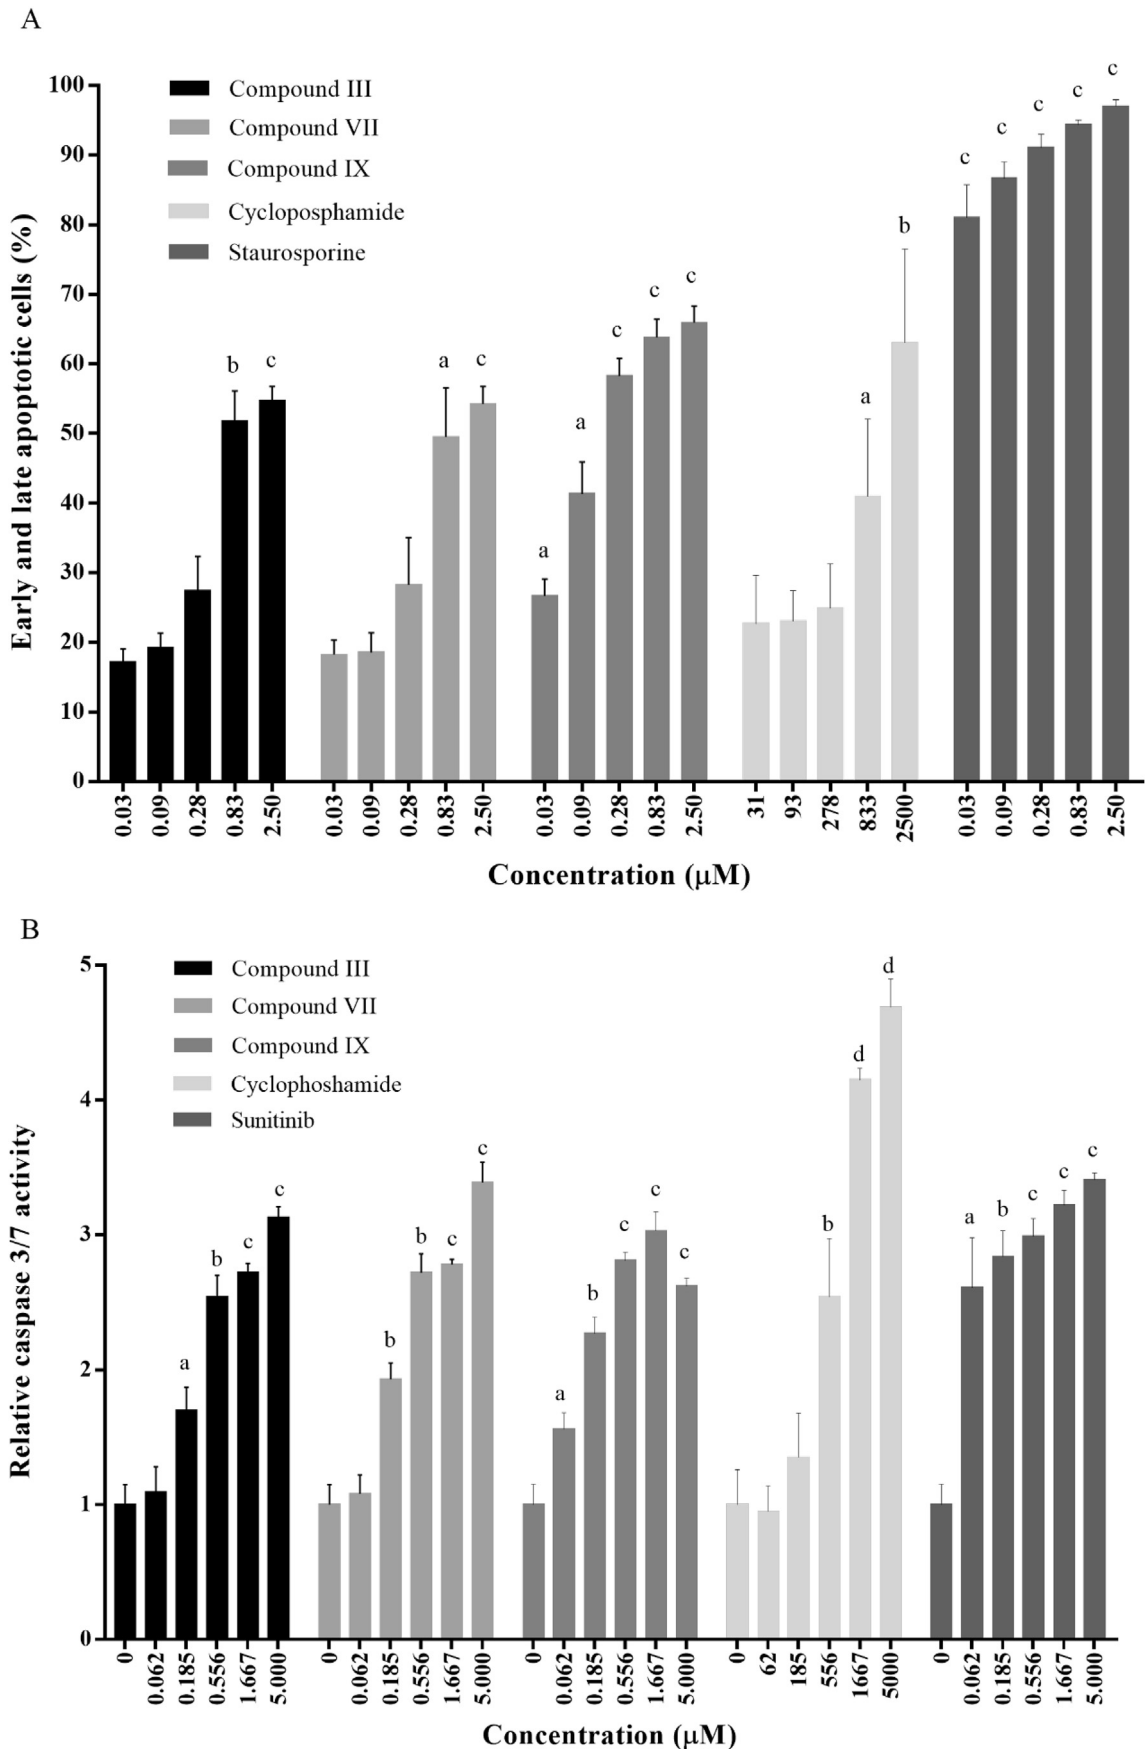 A
100
90
80
70
60
50
40
30
20
10
0
Early and late apoptotic cells (%)
Compound III
Compound VII
Compound IX
Cycloposphamide
Staurosporine
b c a c a a c c c a b c c c c c
0.03 0.09 0.28 0.83 2.50 0.03 0.09 0.28 0.83 2.50 0.03 0.09 0.28 0.83 2.50 31 93 278 833 2500 0.03 0.09 0.28 0.83 2.50
Concentration (μM)
B
5
4
3
2
1
0
Relative caspase 3/7 activity
Compound III
Compound VII
Compound IX
Cyclophoshamide
Sunitinib
a b c c b b c c a b c c c b d d a b c c c
0 0.062 0.185 0.556 1.667 5.000 0 0.062 0.185 0.556 1.667 5.000 0 0.062 0.185 0.556 1.667 5.000 0 62 185 556 1667 5000 0 0.062 0.185 0.556 1.667 5.000
Concentration (μM)